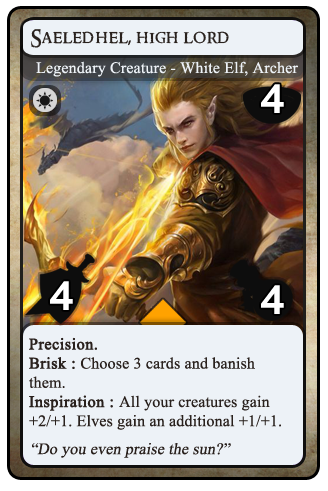 SAELEDHEL, HIGH LORD
Legendary Creature - White Elf, Archer
4
4
4
Precision.
Brisk : Choose 3 cards and banish
them.
Inspiration : All your creatures gain
+2/+1. Elves gain an additional +1/+1.
“Do you even praise the sun?”